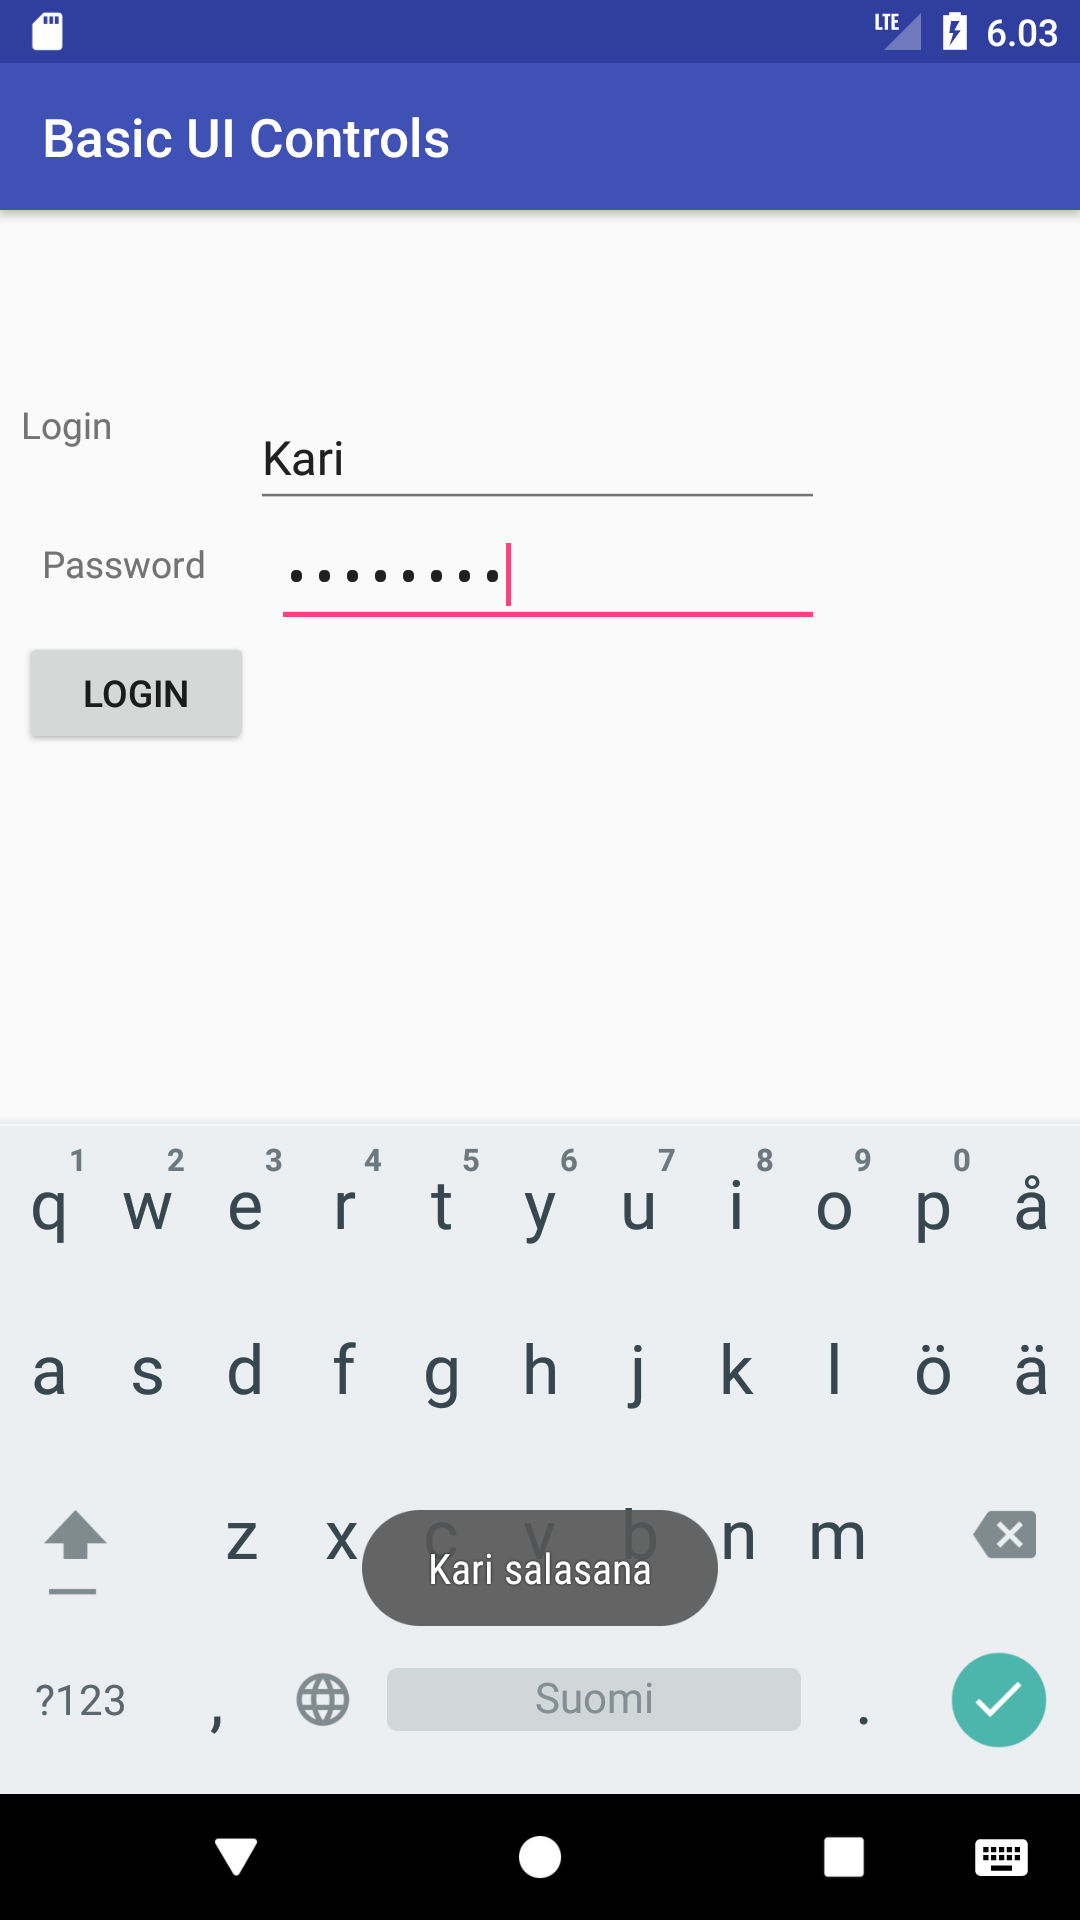 LTE 6.03
Basic UI Controls
Login
Kari
Password
••••••••
LOGIN
1 2 3 4 5 6 7 8 9 0
q w e r t y u i o p å
a s d f g h j k l ö ä
z x c v b n m
Kari salasana
?123 , Suomi .